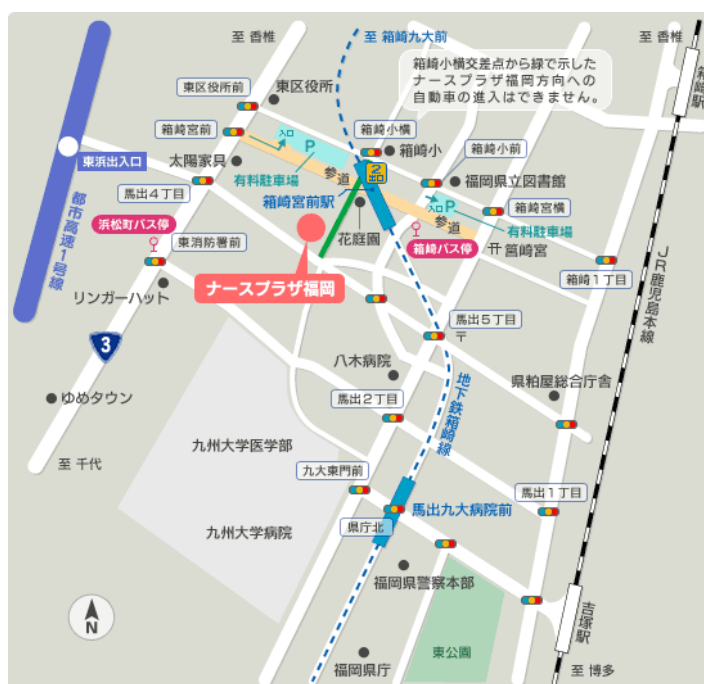 至 香椎
至 箱崎九大前
至 香椎
箱崎小横交差点から緑で示した
ナースプラザ福岡方向への
自動車の進入はできません。
箱崎駅
東区役所前
東区役所
箱崎宮前
入口
P
箱崎小横
箱崎小
箱崎小前
東浜出入口
太陽家具
有料駐車場
参道
2
出口
福岡県立図書館
馬出4丁目
箱崎宮前駅
入口
P
箱崎宮横
都市高速1号線
浜松町バス停
東消防署前
花庭園
参道
有料駐車場
箱崎バス停
筥崎宮
箱崎1丁目
JR鹿児島本線
リンガーハット
ナースプラザ福岡
馬出5丁目
〒
3
八木病院
地下鉄箱崎線
県粕屋総合庁舎
ゆめタウン
馬出2丁目
九州大学医学部
至 千代
九大東門前
馬出1丁目
馬出九大病院前
九州大学病院
県庁北
福岡県警察本部
吉塚駅
N
東公園
福岡県庁
至 博多